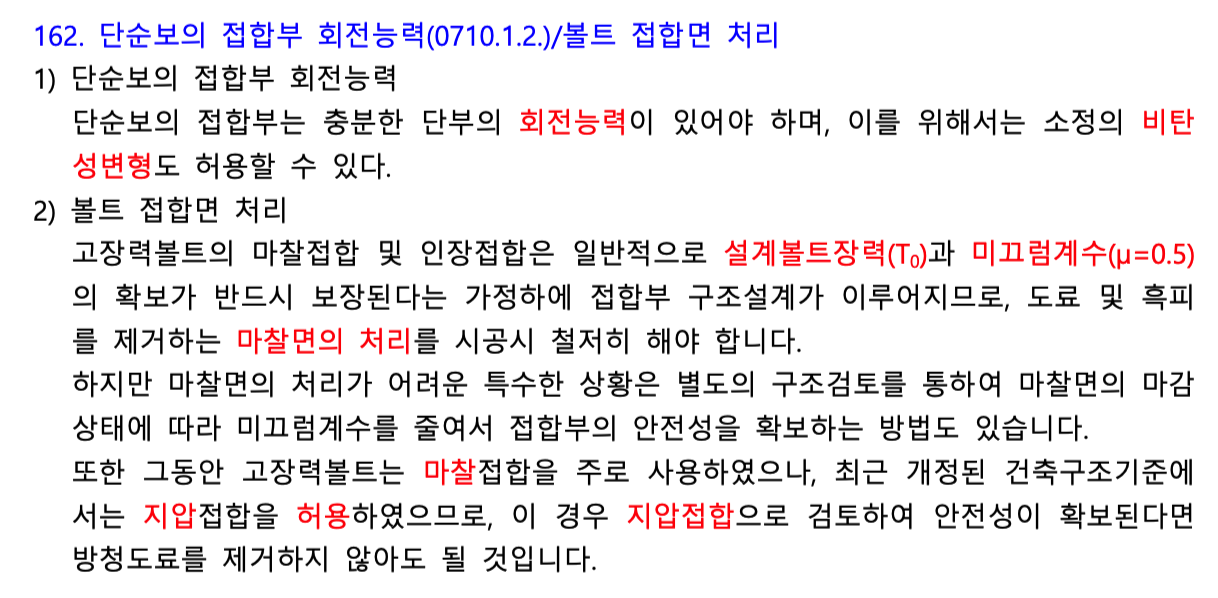 162. 단순보의 접합부 회전능력(0710.1.2.)/볼트 접합면 처리
1) 단순보의 접합부 회전능력
단순보의 접합부는 충분한 단부의 회전능력이 있어야 하며, 이를 위해서는 소정의 비탄
성변형도 허용할 수 있다.
2) 볼트 접합면 처리
고장력볼트의 마찰접합 및 인장접합은 일반적으로 설계볼트장력(T₀)과 미끄럼계수(μ=0.5)
의 확보가 반드시 보장된다는 가정하에 접합부 구조설계가 이루어지므로, 도료 및 흑피
를 제거하는 마찰면의 처리를 시공시 철저히 해야 합니다.
하지만 마찰면의 처리가 어려운 특수한 상황은 별도의 구조검토를 통하여 마찰면의 마감
상태에 따라 미끄럼계수를 줄여서 접합부의 안전성을 확보하는 방법도 있습니다.
또한 그동안 고장력볼트는 마찰접합을 주로 사용하였으나, 최근 개정된 건축구조기준에
서는 지압접합을 허용하였으므로, 이 경우 지압접합으로 검토하여 안전성이 확보된다면
방청도료를 제거하지 않아도 될 것입니다.